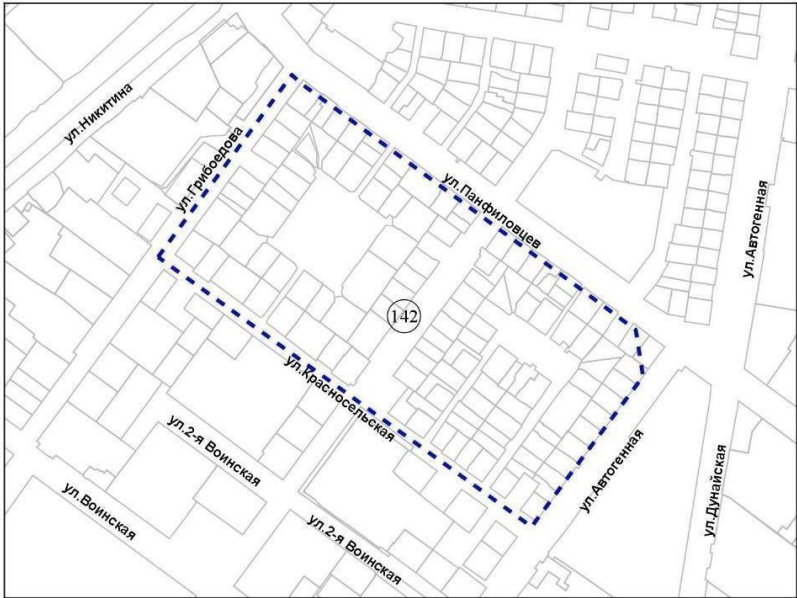 ул.Никитина
ул.Грибоедова
ул.Панфиловцев
ул.Автогенная
142
ул.Красносельская
ул.2-я Воинская
ул.Воинская
ул.2-я Воинская
ул.Автогенная
ул.Дунайская